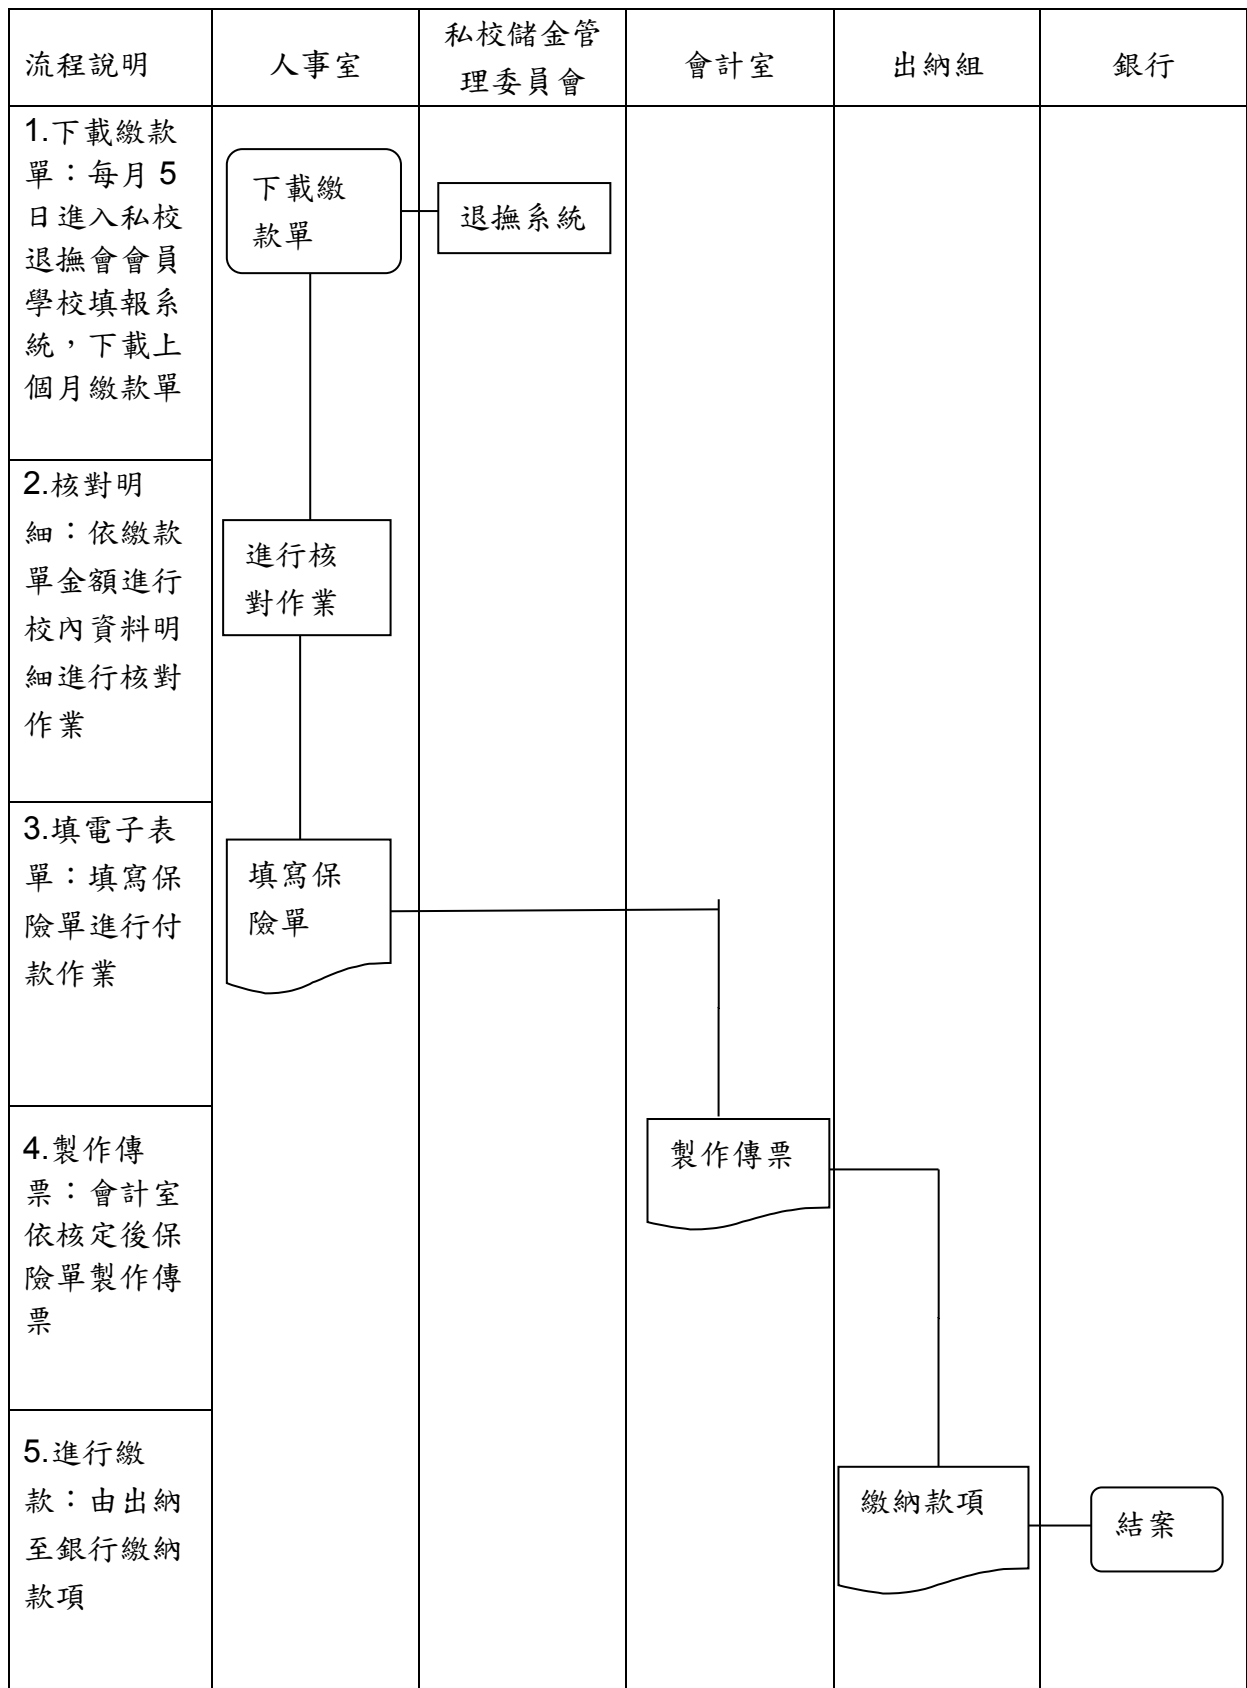 流程說明
人事室
私校儲金管
理委員會
會計室
出納組
銀行
1.下載繳款
單：每月 5
日進入私校
退撫會會員
學校填報系
統，下載上
個月繳款單
下載繳
款單
退撫系統
2.核對明
細：依繳款
單金額進行
校內資料明
細進行核對
作業
進行核
對作業
3.填電子表
單：填寫保
險單進行付
款作業
填寫保
險單
4.製作傳
票：會計室
依核定後保
險單製作傳
票
製作傳票
5.進行繳
款：由出納
至銀行繳納
款項
繳納款項
結案